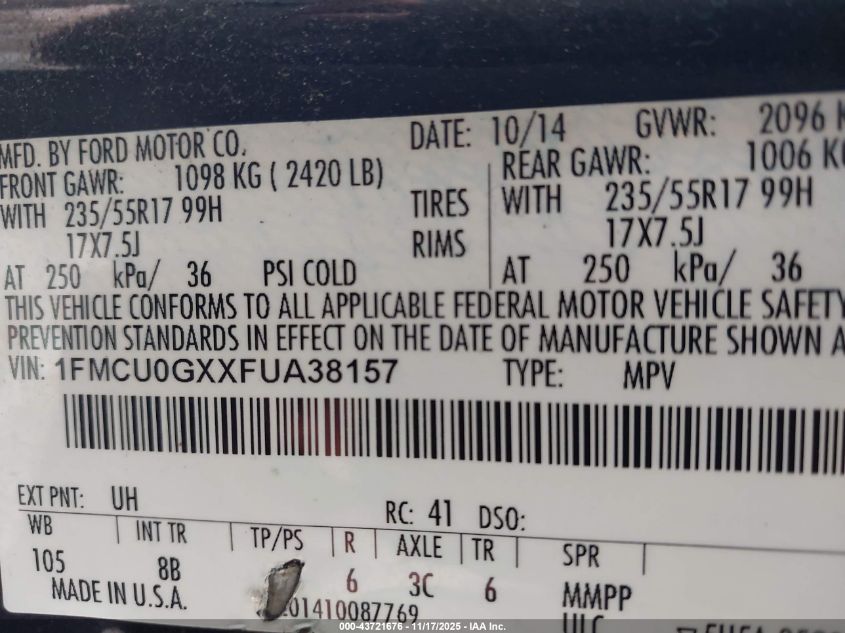 MFD. BY FORD MOTOR CO. DATE: 10/14 GVWR: 2096 K
FRONT GAWR: 1098 KG ( 2420 LB) REAR GAWR: 1006 KG
WITH 235/55R17 99H TIRES WITH 235/55R17 99H
17X7.5J RIMS 17X7.5J
AT 250 kPa/ 36 PSI COLD AT 250 kPa/ 36
THIS VEHICLE CONFORMS TO ALL APPLICABLE FEDERAL MOTOR VEHICLE SAFETY
PREVENTION STANDARDS IN EFFECT ON THE DATE OF MANUFACTURE SHOWN A
VIN: 1FMCU0GXXFUA38157 TYPE: MPV
EXT PNT: UH RC: 41 DSO:
WB INT TR TP/PS R AXLE TR SPR
105 8B 6 3C 6 MMPP
MADE IN U.S.A. 01410087769
000-43721676 - 11/17/2025 - IAA Inc.